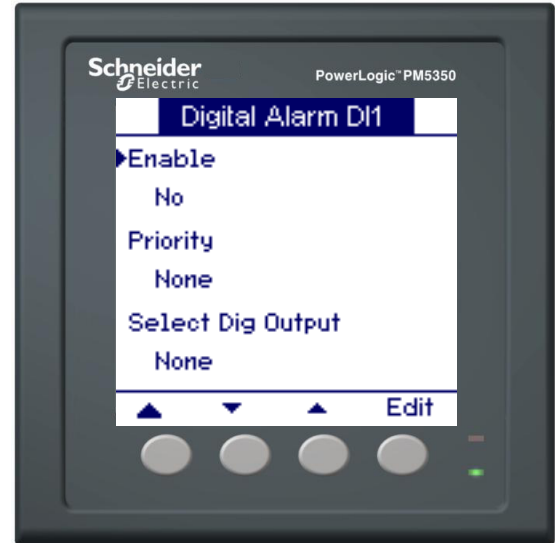 Schneider
Electric
PowerLogic™ PM5350
Digital Alarm DI1
Enable
No
Priority
None
Select Dig Output
None
Edit